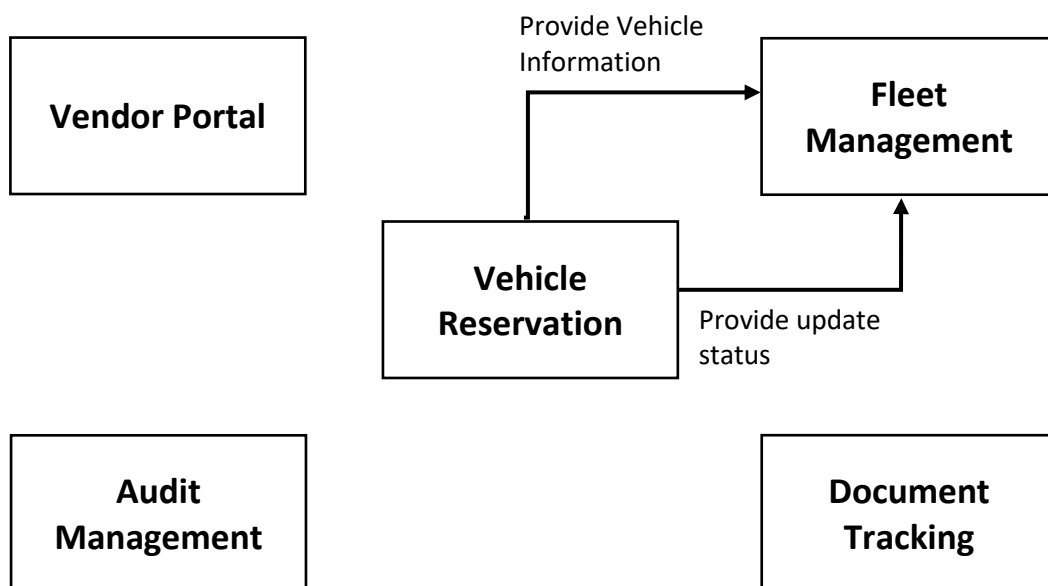 Provide Vehicle
Information
Vendor Portal
Fleet
Management
Vehicle
Reservation
Provide update
status
Audit
Management
Document
Tracking